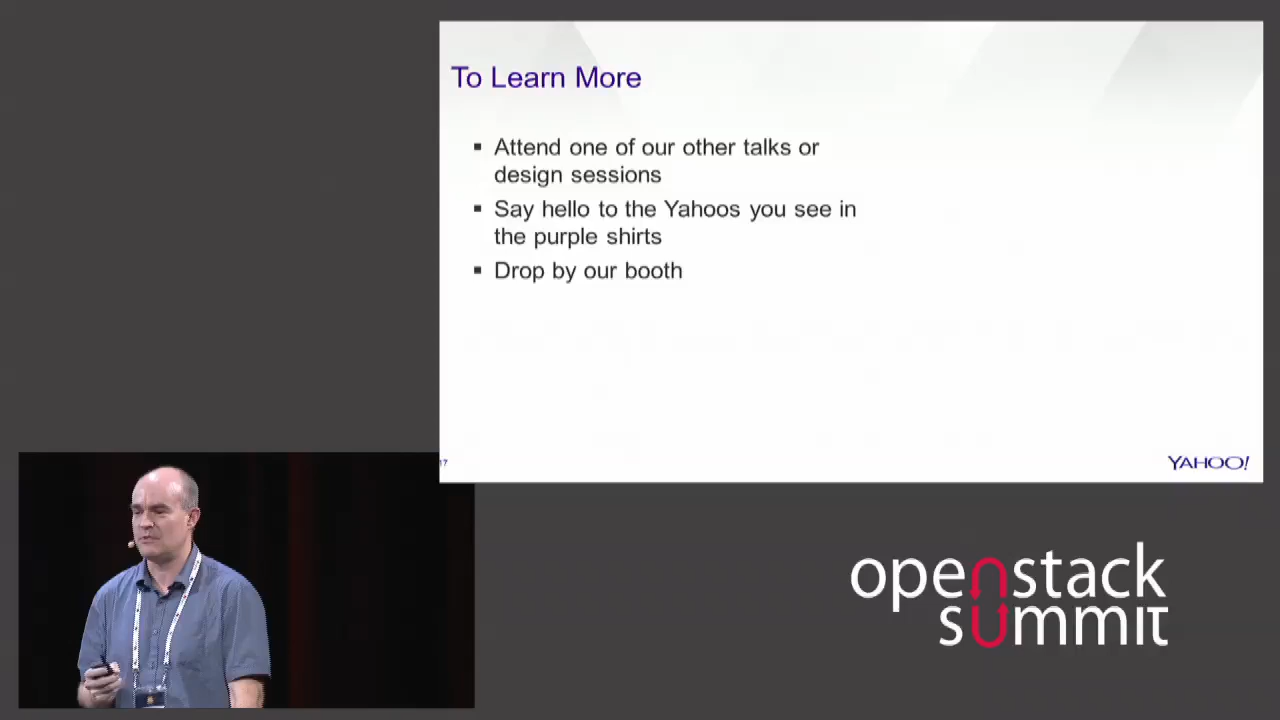 To Learn More
Attend one of our other talks or
design sessions
Say hello to the Yahoos you see in
the purple shirts
Drop by our booth
17
YAHOO!
openstack
summit